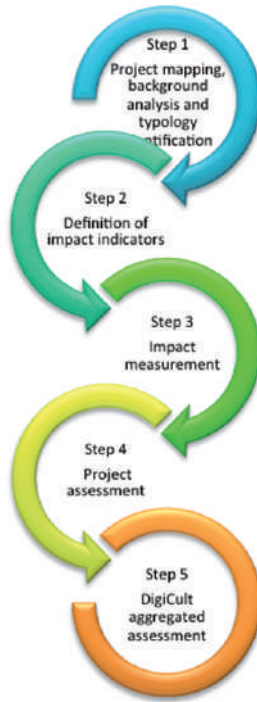 Step 1
Project mapping,
background
analysis and
typology
ntification
Step 2
Definition of
impact indicators
Step 3
Impact
measurement
Step 4
Project
assessment
Step 5
DigiCult
aggregated
assessment